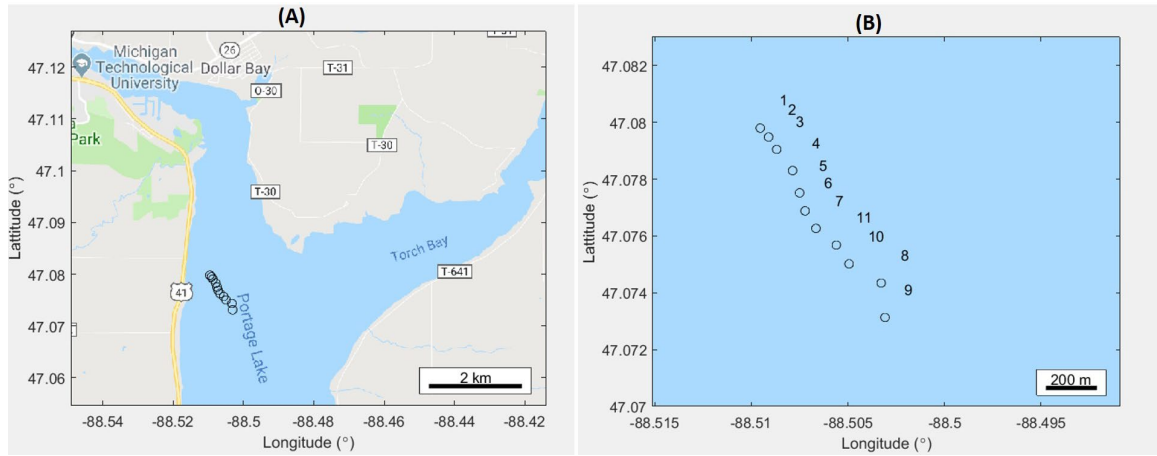 (A)
Michigan
Technological
University
26
Dollar Bay
T-31
O-30
Park
T-30
T-30
T-30
Torch Bay
T-641
41
Portage Lake
2 km
47.12
47.11
47.1
47.09
47.08
47.07
47.06
-88.54
-88.52
-88.5
-88.48
-88.46
-88.44
-88.42
Longitude (°)
Lattitude (°)
(B)
1
2
3
4
5
6
7
11
10
8
9
200 m
47.082
47.08
47.078
47.076
47.074
47.072
47.07
-88.515
-88.51
-88.505
-88.5
-88.495
Longitude (°)
Lattitude (°)